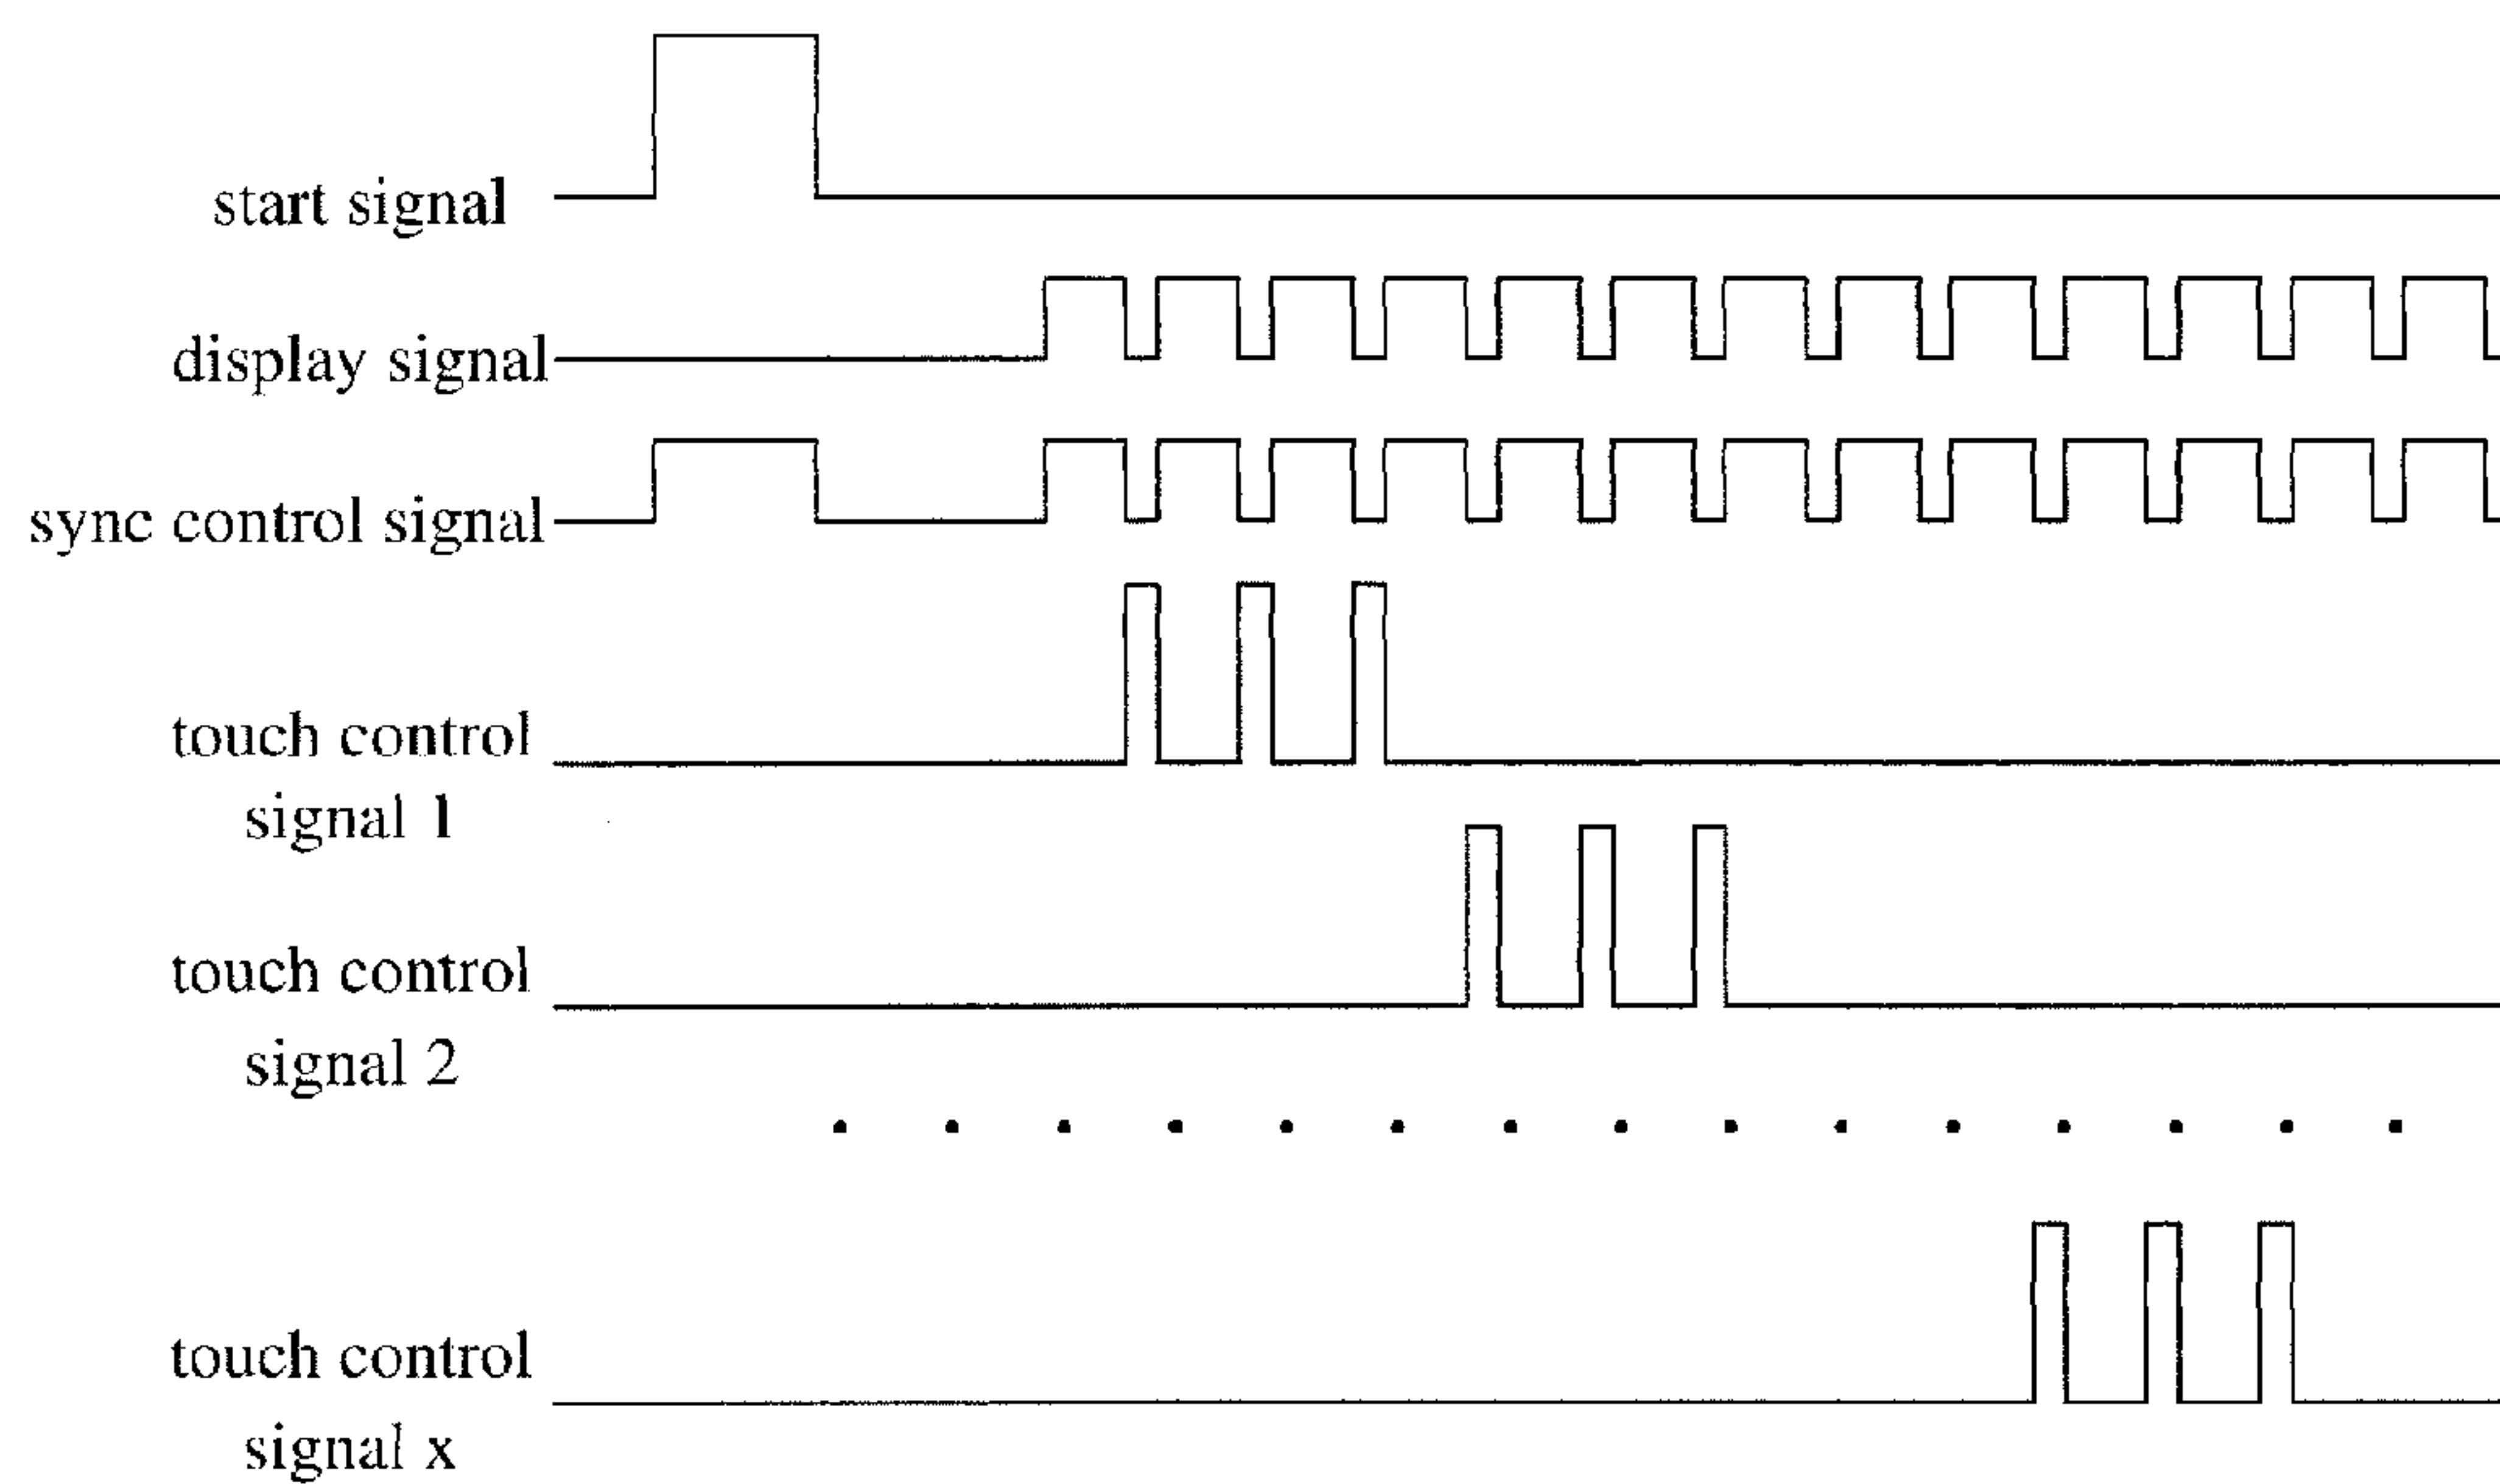 start signal
display signal
sync control signal
touch control
signal 1
touch control
signal 2
touch control
signal x